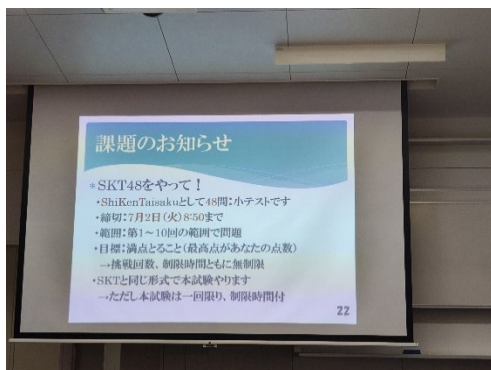 課題のお知らせ
*SKT48をやって！
・ShiKenTaisakuとして48問：小テストです
・締切：7月2日（火）8:50まで
・範囲：第1～10回の範囲で問題
・目標：満点とること（最高点があなたの点数）
→挑戦回数、制限時間ともに無制限
・SKTと同じ形式で本試験やります
→ただし本試験は一回限り、制限時間付
22